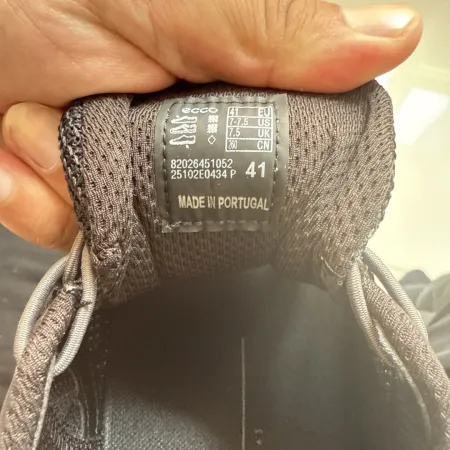 ecco
41 EU
7-7.5 US
7.5 UK
260 CN
82026451052
25102E0434 P 41
MADE IN PORTUGAL